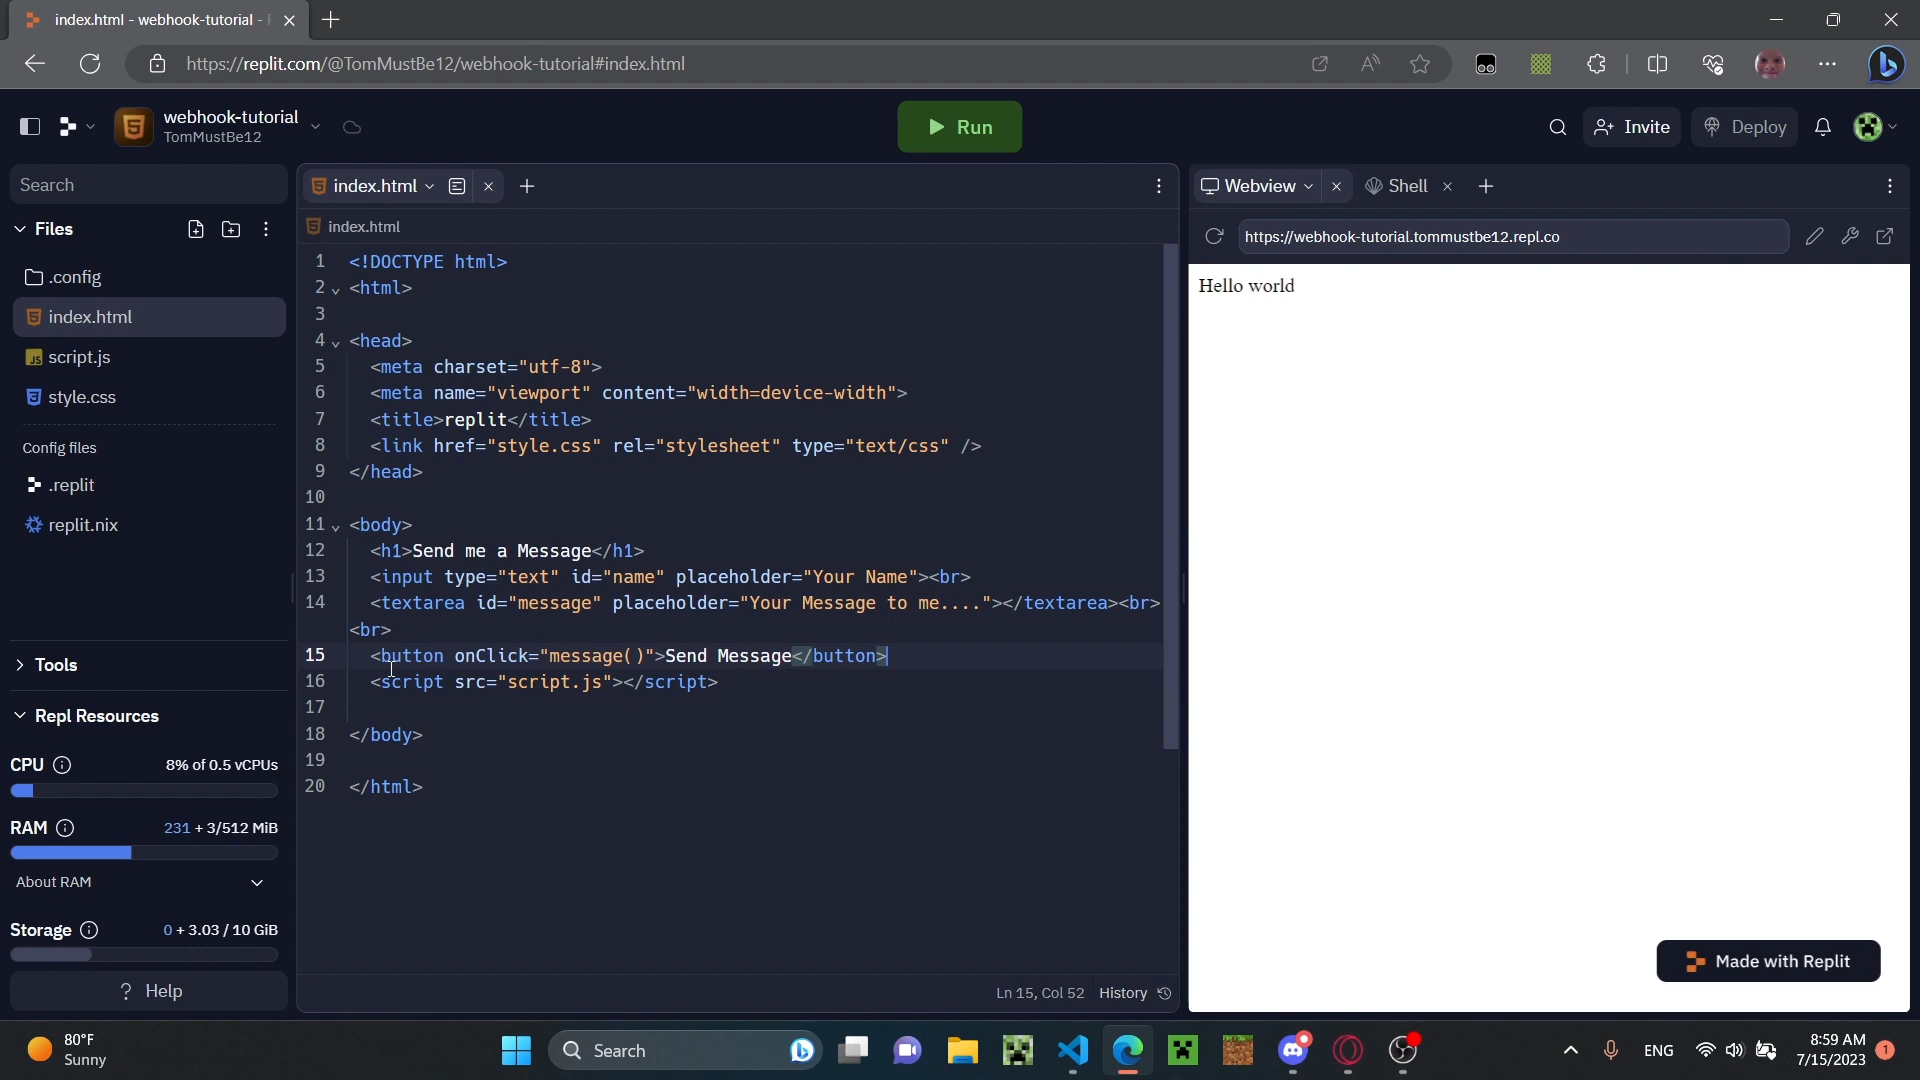 index.html - webhook-tutorial -
https://replit.com/@TomMustBe12/webhook-tutorial#index.html
webhook-tutorial
TomMustBe12
Run
Invite
Deploy
Search
Files
.config
index.html
script.js
style.css
Config files
.replit
replit.nix
Tools
Repl Resources
CPU
8% of 0.5 vCPUs
RAM
231 + 3/512 MiB
About RAM
Storage
0 + 3.03 / 10 GiB
? Help
index.html
index.html
1 <!DOCTYPE html>
2 <html>
3
4 <head>
5 <meta charset="utf-8">
6 <meta name="viewport" content="width=device-width">
7 <title>replit</title>
8 <link href="style.css" rel="stylesheet" type="text/css" />
9 </head>
10
11 <body>
12 <h1>Send me a Message</h1>
13 <input type="text" id="name" placeholder="Your Name"><br>
14 <textarea id="message" placeholder="Your Message to me...."></textarea><br>
<br>
15 <button onClick="message()">Send Message</button>
16 <script src="script.js"></script>
17
18 </body>
19
20 </html>
Ln 15, Col 52 History
Webview
Shell
https://webhook-tutorial.tommustbe12.repl.co
Hello world
Made with Replit
80°F
Sunny
Search
ENG
8:59 AM
7/15/2023
1